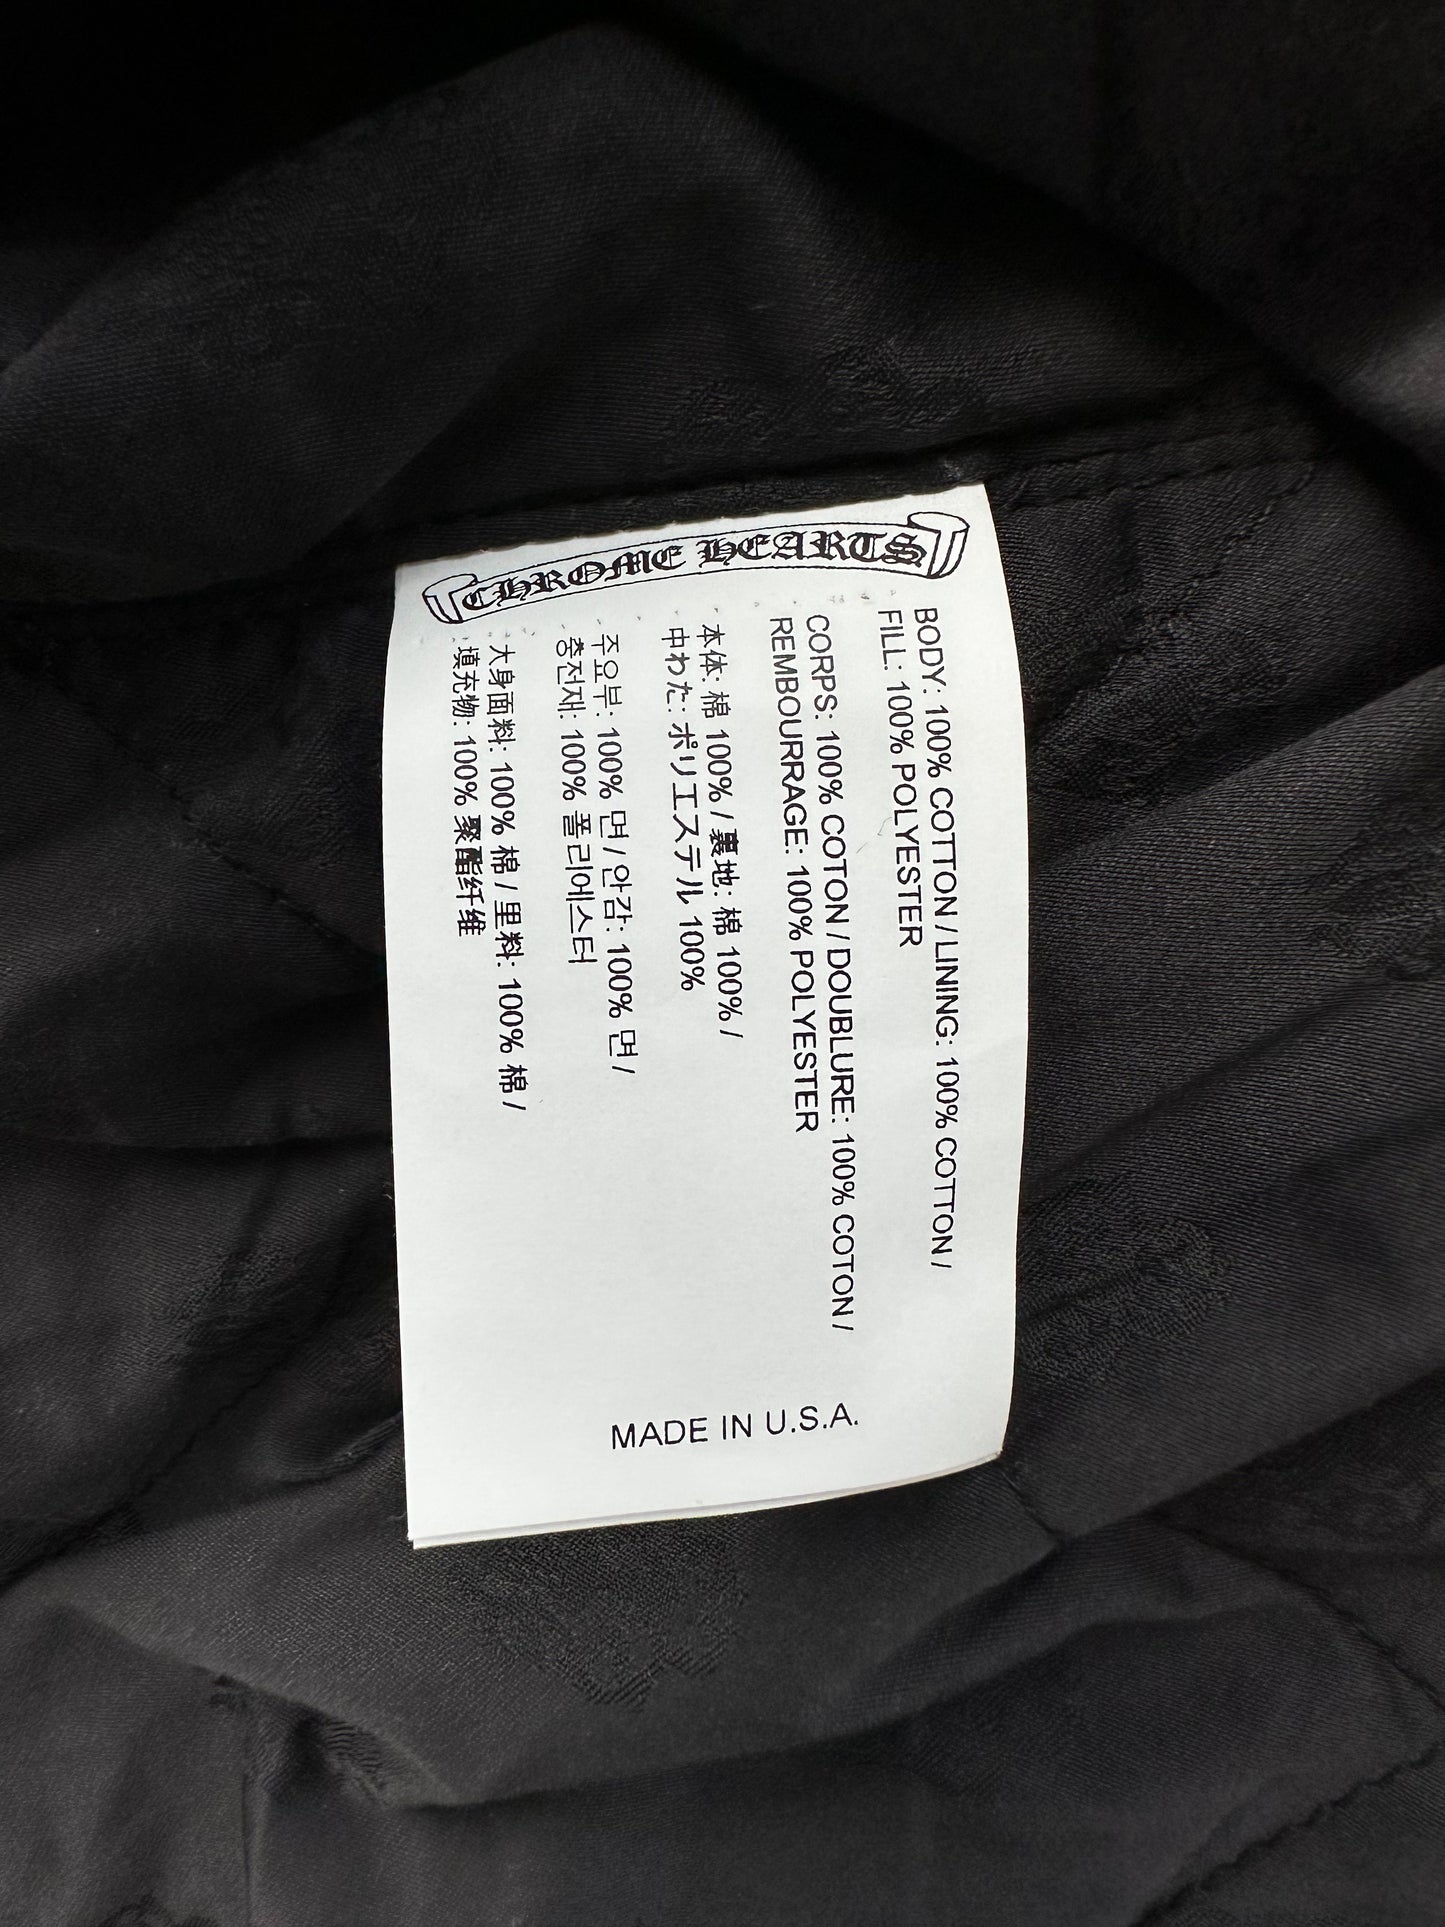 CHROME HEARTS
BODY: 100% COTTON / LINING: 100% COTTON /
FILL: 100% POLYESTER
CORPS: 100% COTON / DOUBLURE: 100% COTON /
REMBOURRAGE: 100% POLYESTER
本体: 棉 100% / 裏地: 棉 100% /
中わた: ポリエステル 100%
주요부: 100% 면 / 안감: 100% 면 /
충전재: 100% 폴리에스터
大身面料: 100% 棉 / 里料: 100% 棉 /
填充物: 100% 聚酯纤维
MADE IN U.S.A.